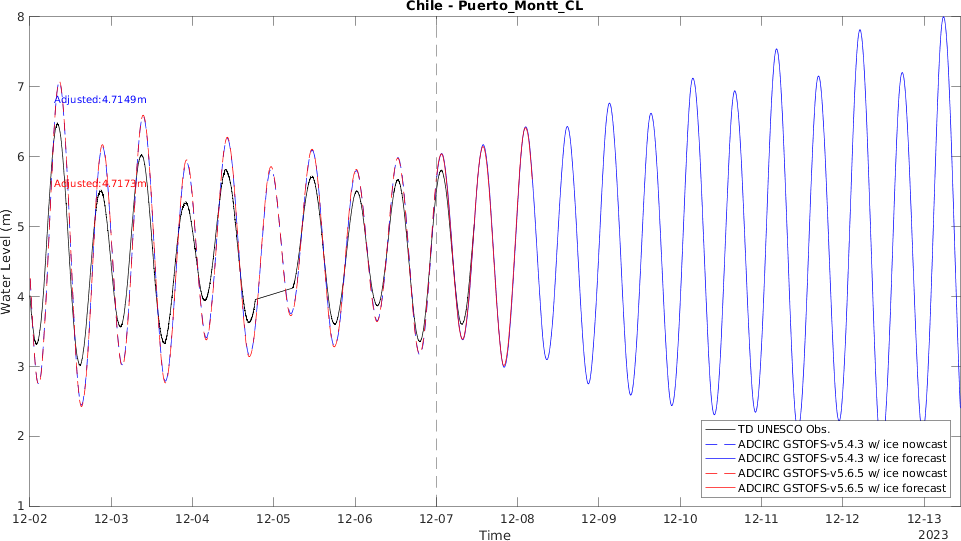 Chile - Puerto_Montt_CL
8
7
6
5
4
3
2
1
Water Level (m)
Adjusted:4.7149m
Adjusted:4.7173m
TD UNESCO Obs.
ADCIRC GSTOFS-v5.4.3 w/ ice nowcast
ADCIRC GSTOFS-v5.4.3 w/ ice forecast
ADCIRC GSTOFS-v5.6.5 w/ ice nowcast
ADCIRC GSTOFS-v5.6.5 w/ ice forecast
12-02 12-03 12-04 12-05 12-06 12-07 12-08 12-09 12-10 12-11 12-12 12-13
Time
2023